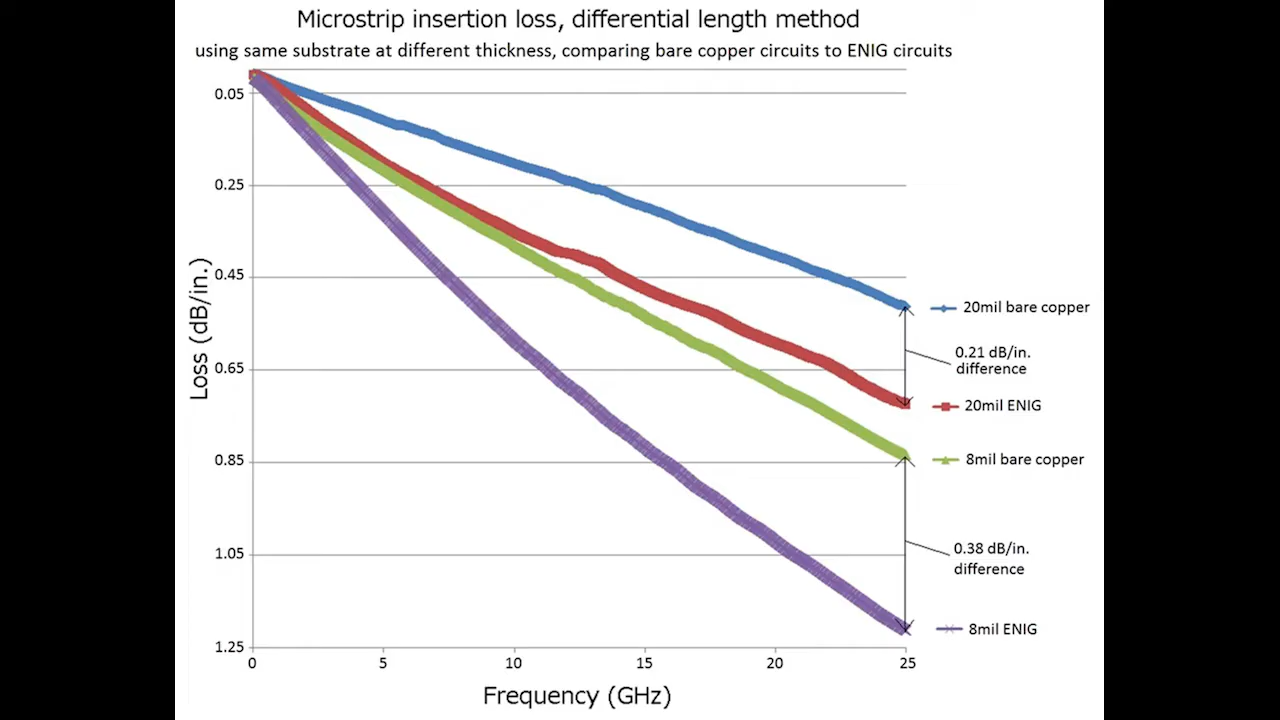 Microstrip insertion loss, differential length method
using same substrate at different thickness, comparing bare copper circuits to ENIG circuits
0.05
0.25
0.45
0.65
0.85
1.05
1.25
Loss (dB/in.)
0 5 10 15 20 25
Frequency (GHz)
20mil bare copper
0.21 dB/in.
difference
20mil ENIG
8mil bare copper
0.38 dB/in.
difference
8mil ENIG